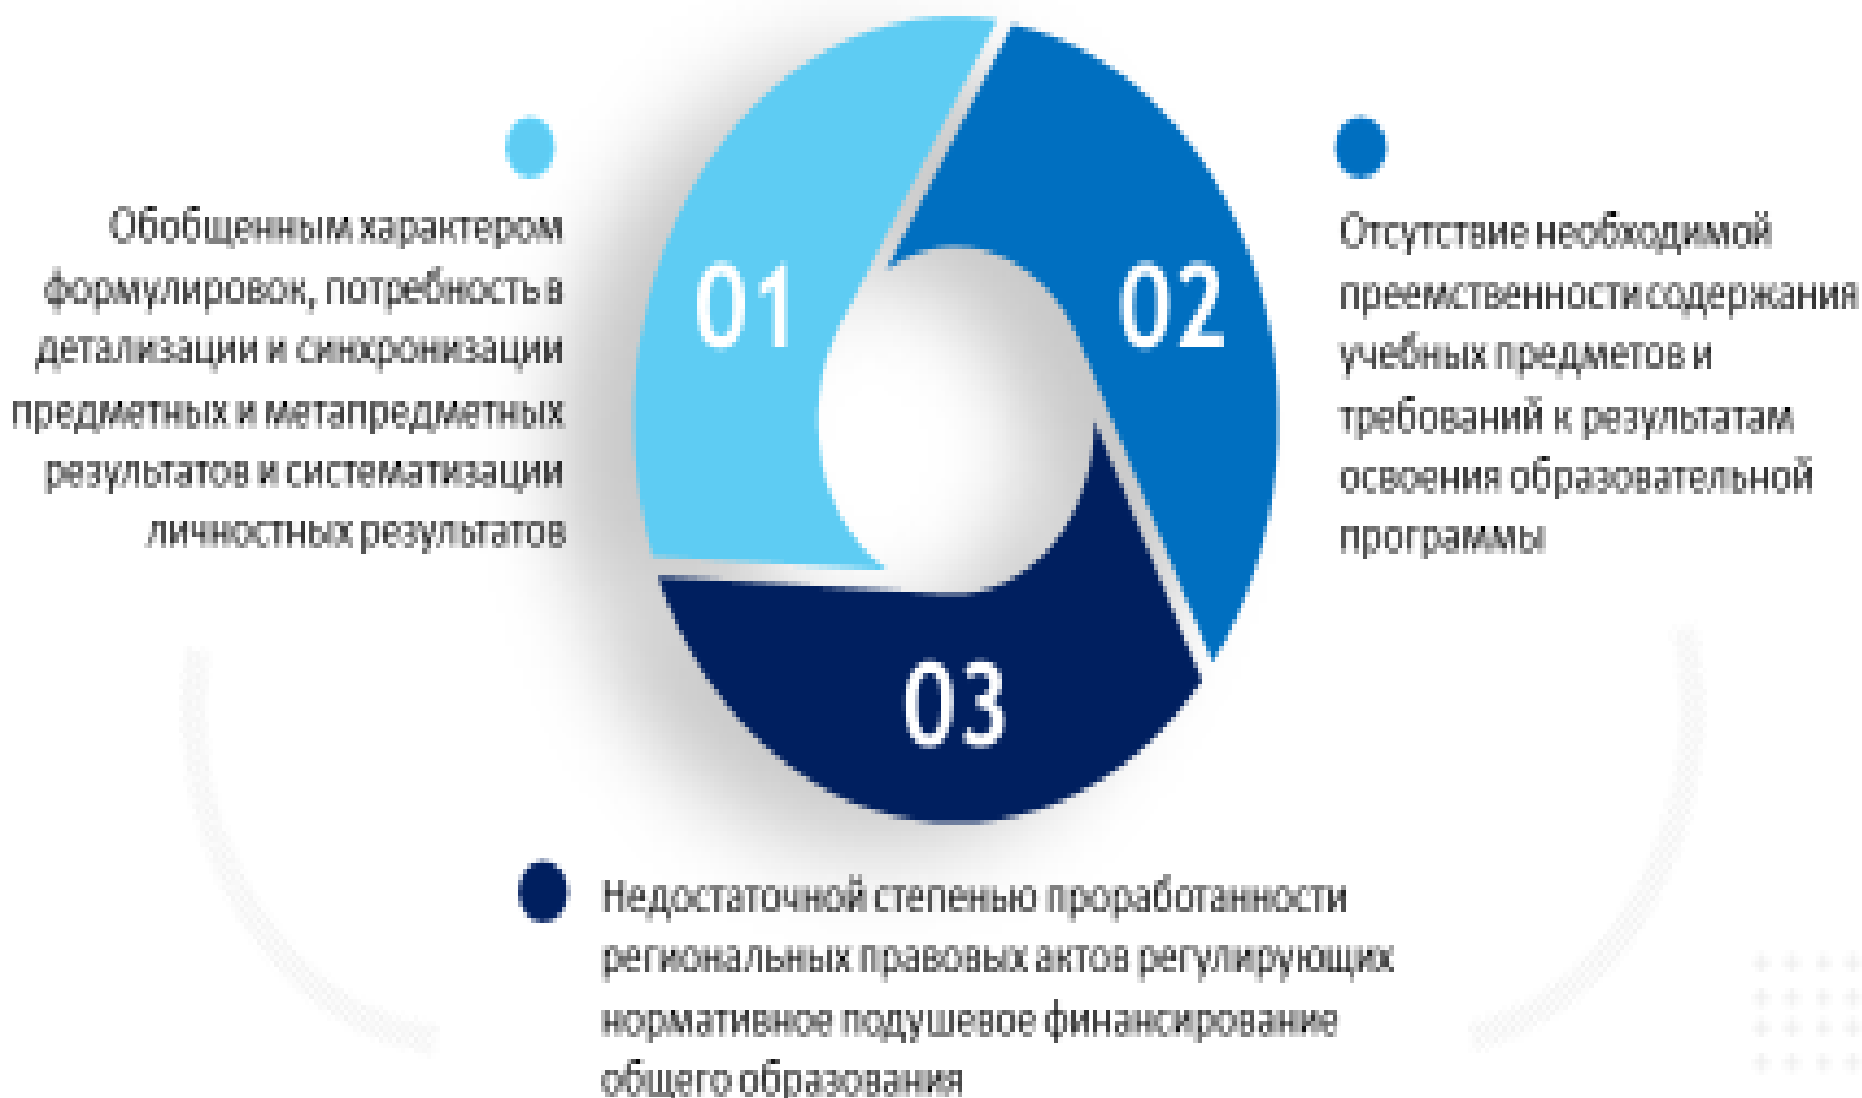 Обобщенным характером
формулировок, потребность в
детализации и синхронизации
предметных и метапредметных
результатов и систематизации
личностных результатов
01
02
Отсутствие необходимой
преемственности содержания
учебных предметов и
требований к результатам
освоения образовательной
программы
03
Недостаточной степенью проработанности
региональных правовых актов регулирующих
нормативное подушевое финансирование
общего образования